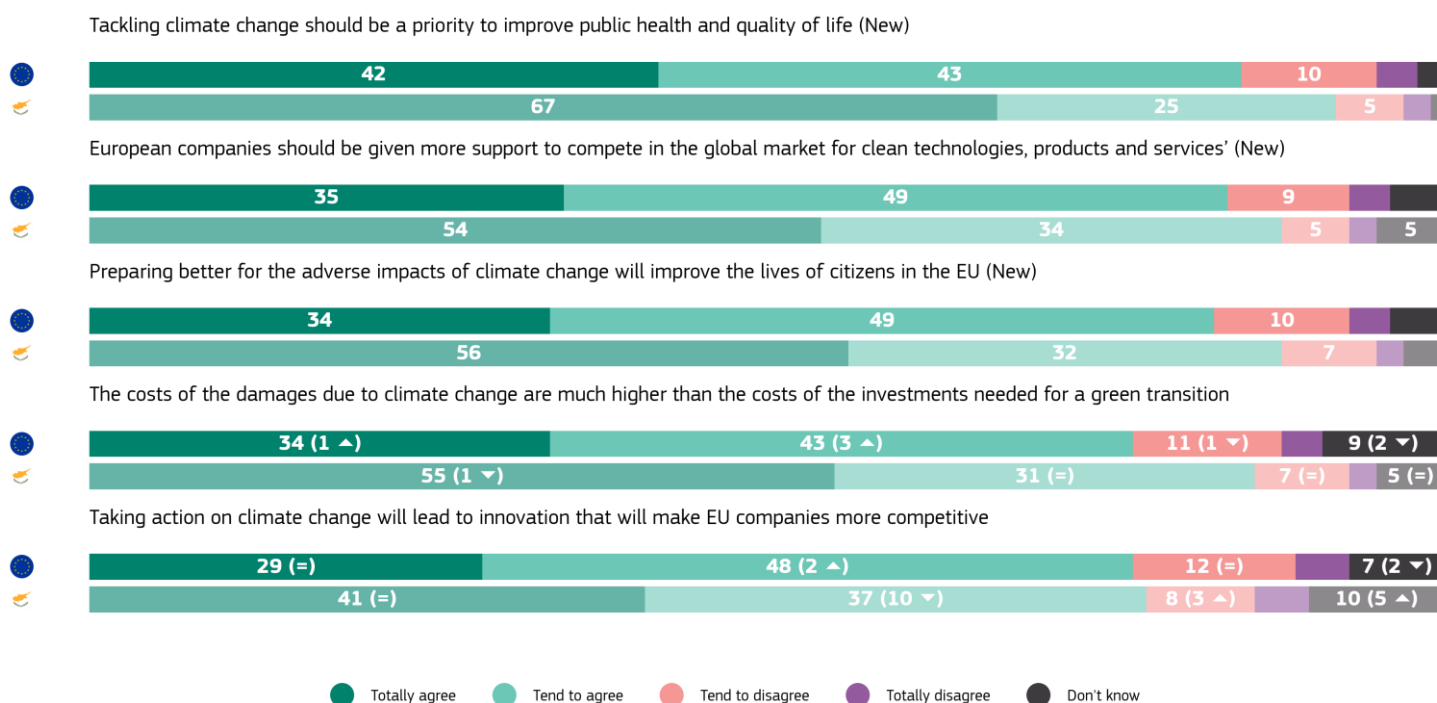 Tackling climate change should be a priority to improve public health and quality of life (New)
42 43 10
67 25 5
European companies should be given more support to compete in the global market for clean technologies, products and services’ (New)
35 49 9
54 34 5 5
Preparing better for the adverse impacts of climate change will improve the lives of citizens in the EU (New)
34 49 10
56 32 7
The costs of the damages due to climate change are much higher than the costs of the investments needed for a green transition
34 (1 ▲) 43 (3 ▲) 11 (1 ▼) 9 (2 ▼)
55 (1 ▼) 31 (=) 7 (=) 5 (=)
Taking action on climate change will lead to innovation that will make EU companies more competitive
29 (=) 48 (2 ▲) 12 (=) 7 (2 ▼)
41 (=) 37 (10 ▼) 8 (3 ▲) 10 (5 ▲)
Totally agree Tend to agree Tend to disagree Totally disagree Don't know